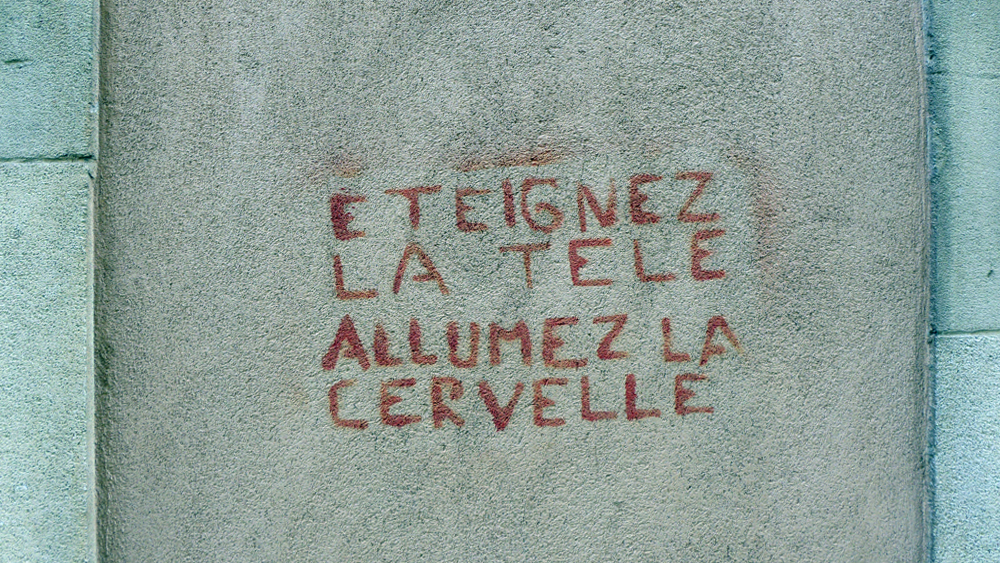 ETEIGNEZ
LA TELE
ALLUMEZ LA
CERVELLE